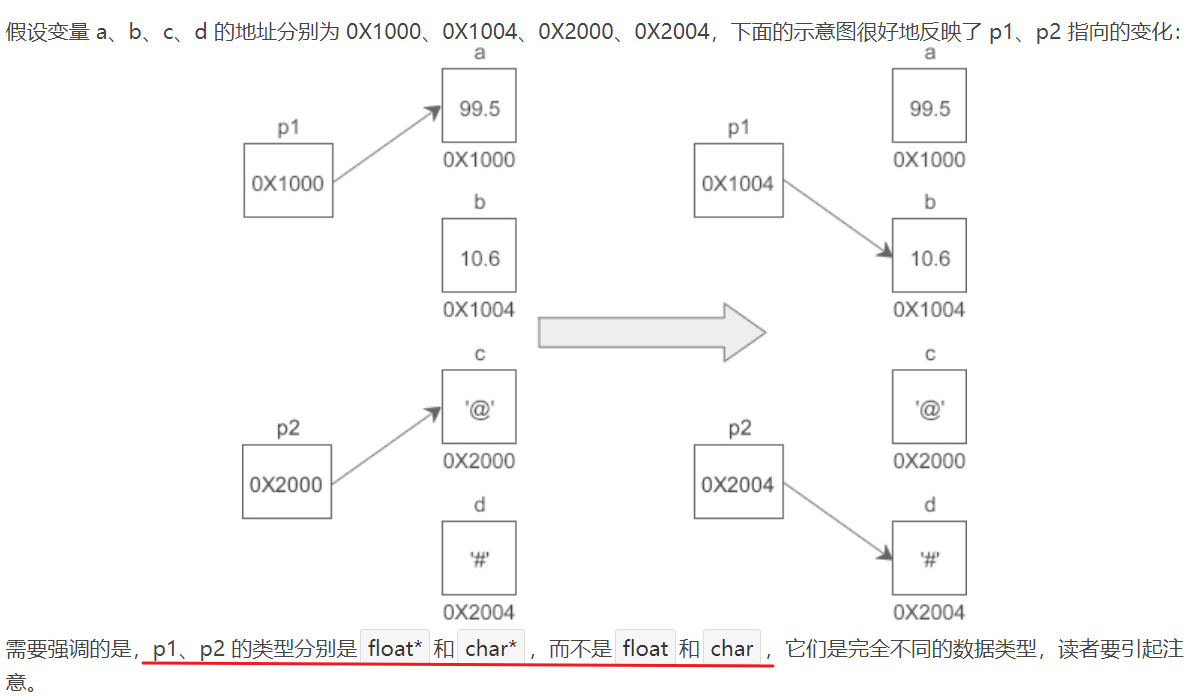 假设变量 a、b、c、d 的地址分别为 0X1000、0X1004、0X2000、0X2004，下面的示意图很好地反映了 p1、p2 指向的变化：
a
99.5
0X1000
p1
0X1000
b
10.6
0X1004
c
'@'
0X2000
p2
0X2000
d
'#'
0X2004
a
99.5
0X1000
p1
0X1004
b
10.6
0X1004
c
'@'
0X2000
p2
0X2004
d
'#'
0X2004
需要强调的是，p1、p2 的类型分别是 float* 和 char* ，而不是 float 和 char ，它们是完全不同的数据类型，读者要引起注
意。